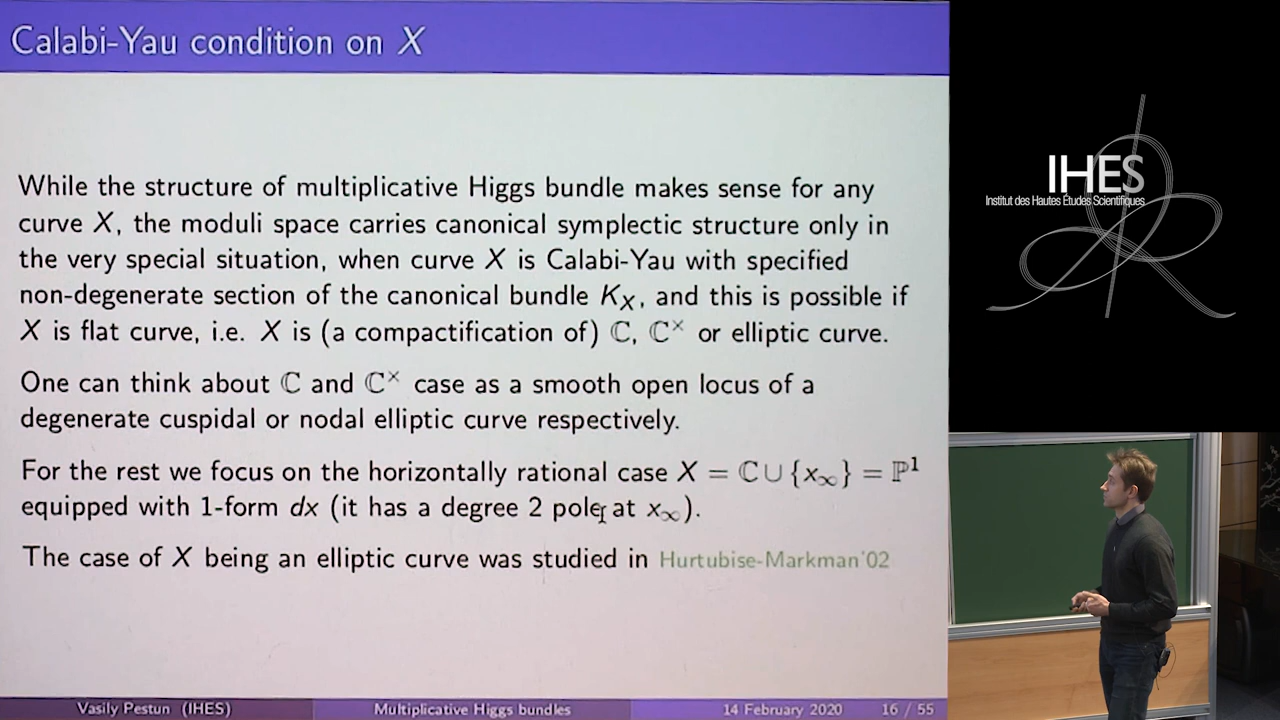 Calabi-Yau condition on X
While the structure of multiplicative Higgs bundle makes sense for any
curve X, the moduli space carries canonical symplectic structure only in
the very special situation, when curve X is Calabi-Yau with specified
non-degenerate section of the canonical bundle K_X, and this is possible if
X is flat curve, i.e. X is (a compactification of) ℂ, ℂ^× or elliptic curve.
One can think about ℂ and ℂ^× case as a smooth open locus of a
degenerate cuspidal or nodal elliptic curve respectively.
For the rest we focus on the horizontally rational case X = ℂ ∪ {x_∞} = ℙ^1
equipped with 1-form dx (it has a degree 2 pole at x_∞).
The case of X being an elliptic curve was studied in Hurtubise-Markman'02
Vasily Pestun (IHES) Multiplicative Higgs bundles 14 February 2020 16 / 55
IHES
Institut des Hautes Études Scientifiques